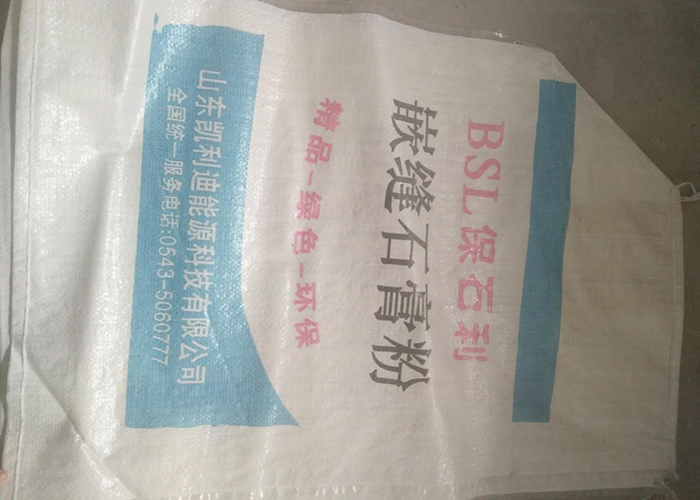 BSL保石利
嵌缝石膏粉
精品-绿色-环保
山东凯利迪能源科技有限公司
全国统一服务电话:0543-5060777